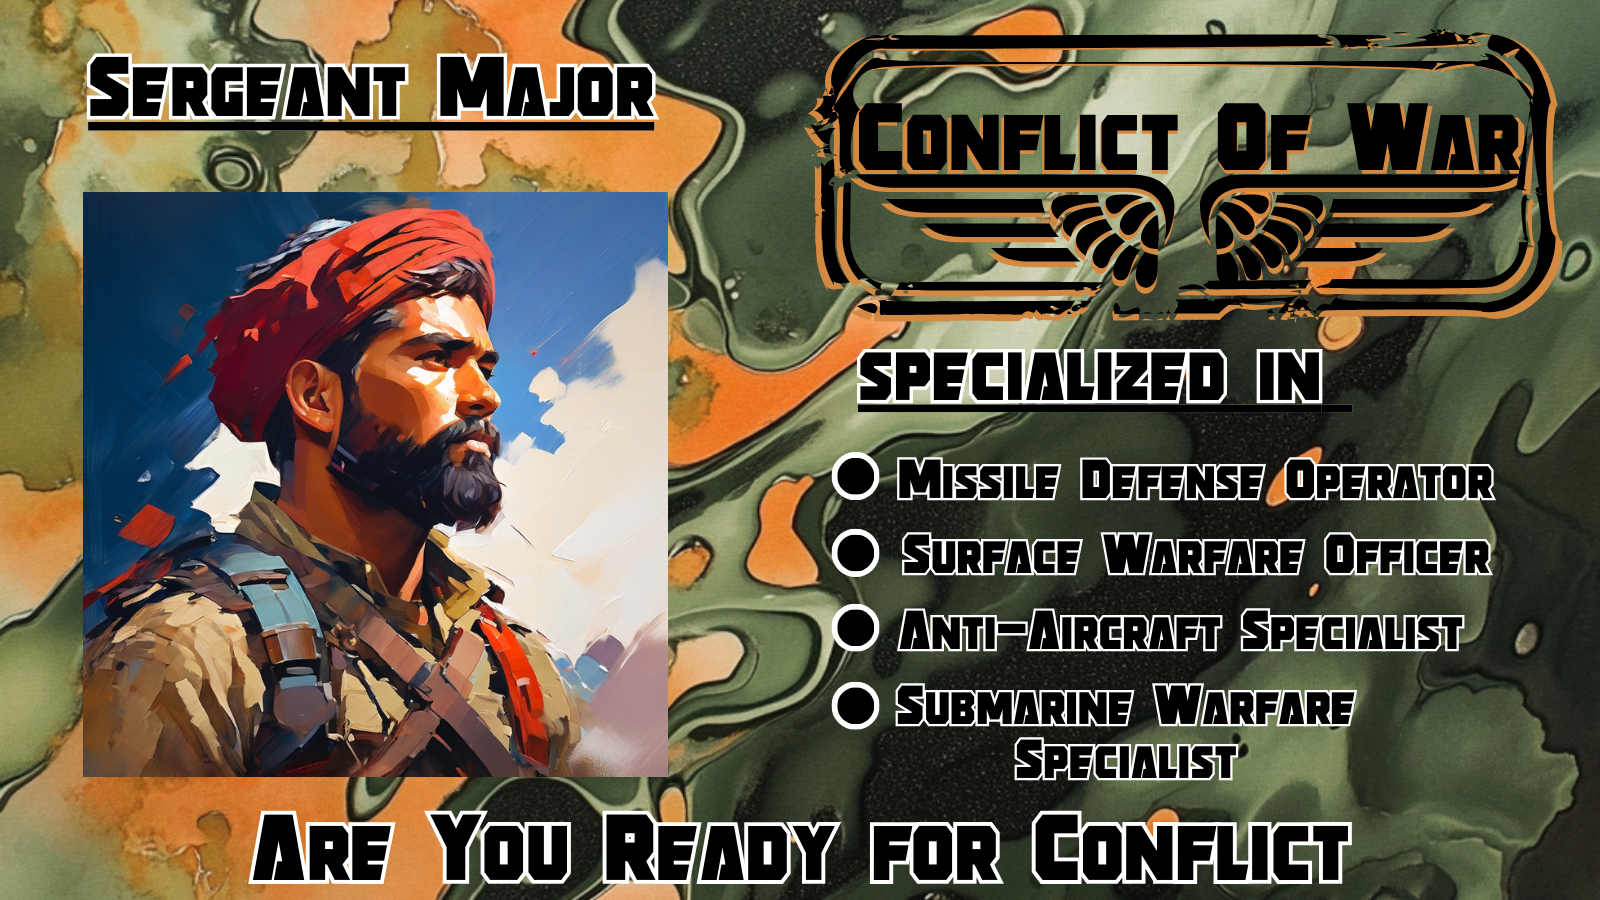 Sergeant Major
Conflict Of War
SPECIALIZED IN
Missile Defense Operator
Surface Warfare Officer
Anti-Aircraft Specialist
Submarine Warfare
Specialist
Are You Ready for Conflict